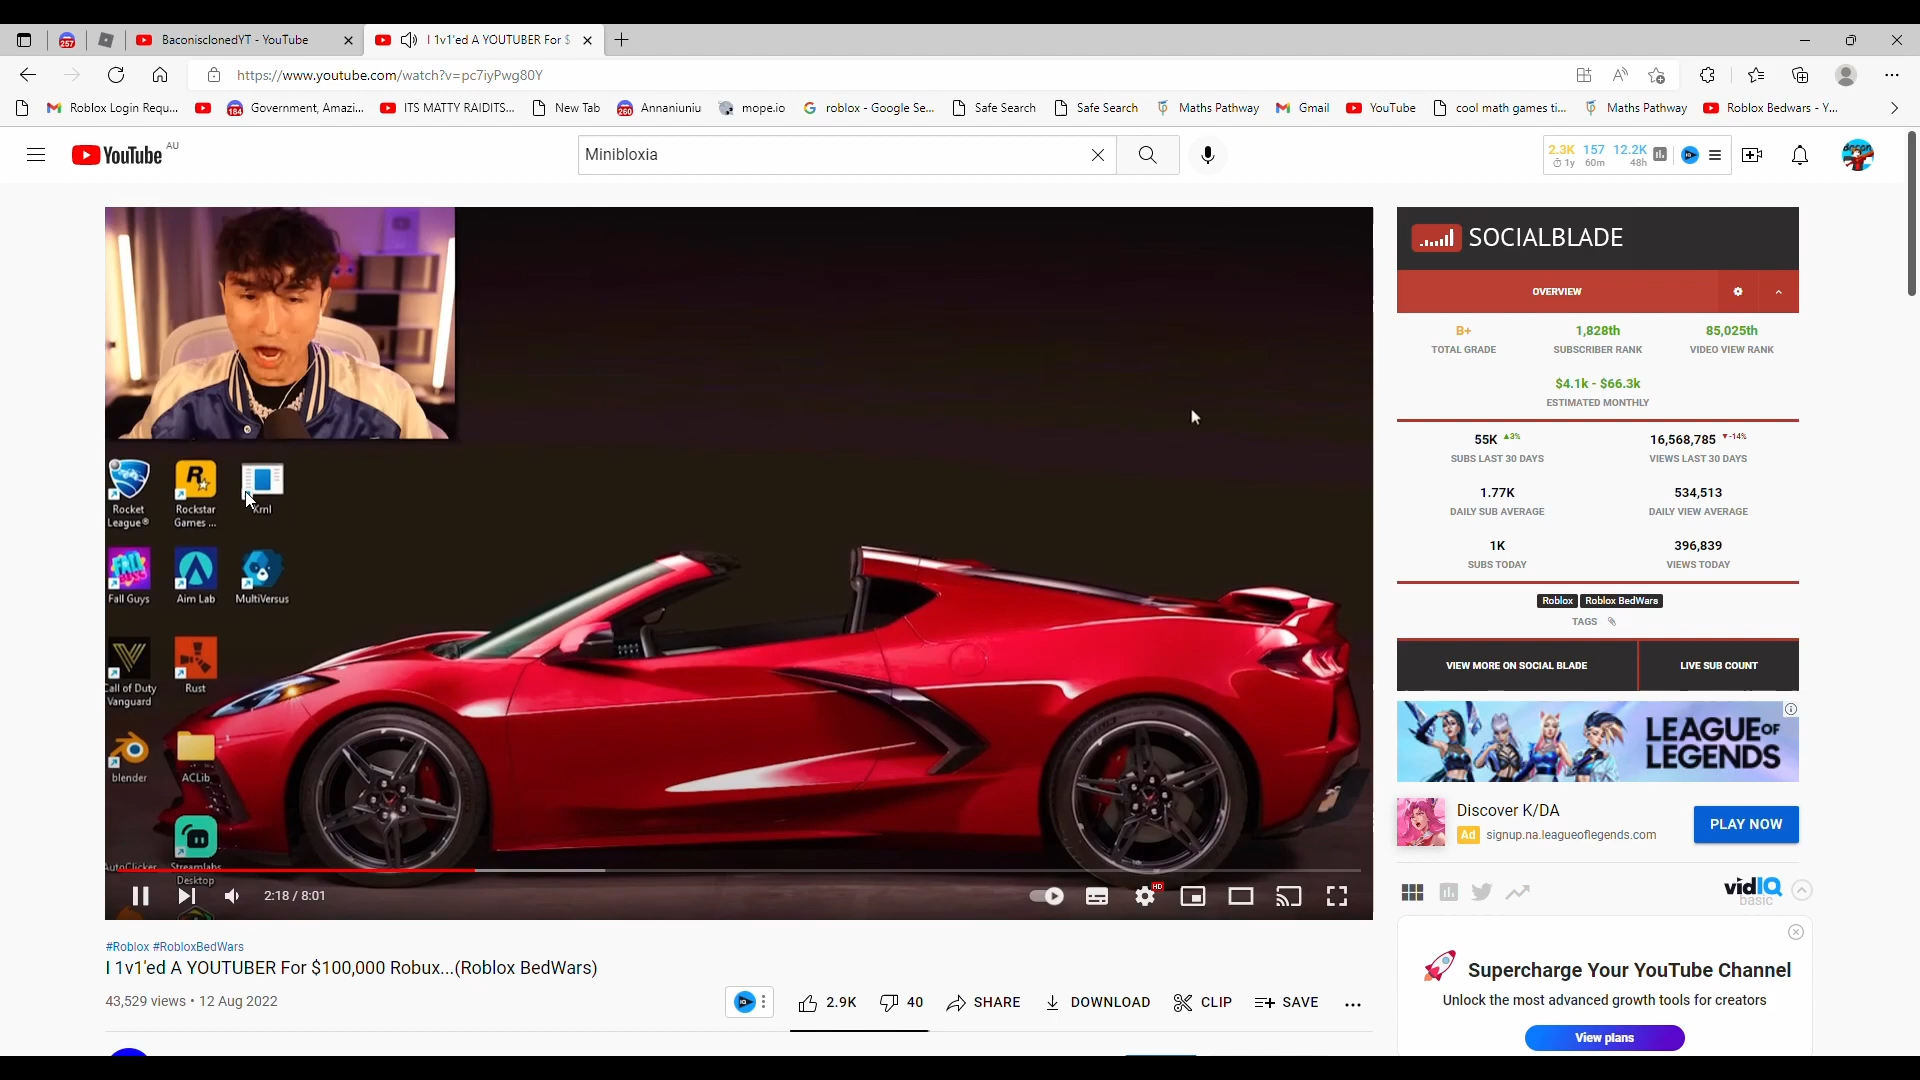 257
BaconisclonedYT - YouTube
I 1v1'ed A YOUTUBER For $
https://www.youtube.com/watch?v=pc7iyPwg80Y
Roblox Login Requ...
184
Government, Amazi...
ITS MATTY RAIDITS...
New Tab
260
Annaniuniu
mope.io
roblox - Google Se...
Safe Search
Safe Search
Maths Pathway
Gmail
YouTube
cool math games ti...
Maths Pathway
Roblox Bedwars - Y...
YouTube AU
Minibloxia
2.3K 157 12.2K
1y 60m 48h
SOCIALBLADE
OVERVIEW
B+ 1,828th 85,025th
TOTAL GRADE SUBSCRIBER RANK VIDEO VIEW RANK
$4.1k - $66.3k
ESTIMATED MONTHLY
55K ▲3% 16,568,785 ▼-14%
SUBS LAST 30 DAYS VIEWS LAST 30 DAYS
1.77K 534,513
DAILY SUB AVERAGE DAILY VIEW AVERAGE
1K 396,839
SUBS TODAY VIEWS TODAY
Roblox Roblox BedWars
TAGS
VIEW MORE ON SOCIAL BLADE LIVE SUB COUNT
LEAGUE OF
LEGENDS
Discover K/DA
Ad signup.na.leagueoflegends.com
PLAY NOW
vidIQ
basic
Supercharge Your YouTube Channel
Unlock the most advanced growth tools for creators
View plans
Rocket
League®
Rockstar
Games ...
Krnl
FALL
Fall Guys
Aim Lab
MultiVersus
Call of Duty
Vanguard
Rust
blender
ACLib
AutoClicker
Streamlabs
Desktop
2:18 / 8:01
HD
#Roblox #RobloxBedWars
I 1v1'ed A YOUTUBER For $100,000 Robux...(Roblox BedWars)
43,529 views • 12 Aug 2022
2.9K
40
SHARE
DOWNLOAD
CLIP
SAVE